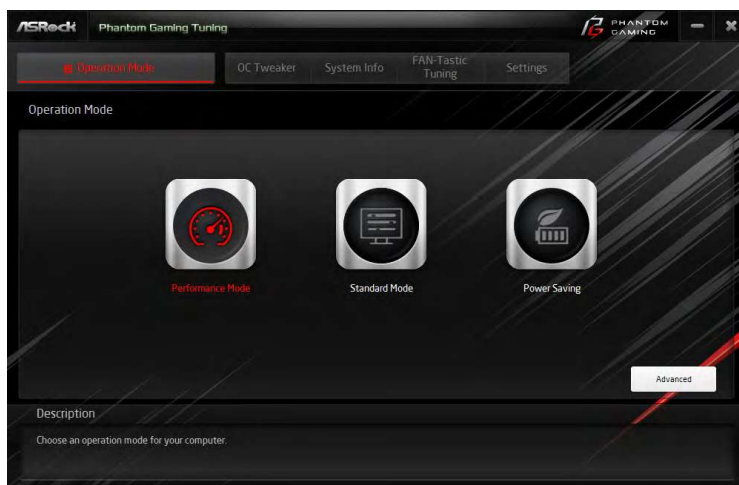 ASRock
Phantom Gaming Tuning
PHANTOM
GAMING
Operation Mode
OC Tweaker
System Info
FAN-Tastic
Tuning
Settings
Operation Mode
Performance Mode
Standard Mode
Power Saving
Advanced
Description
Choose an operation mode for your computer.